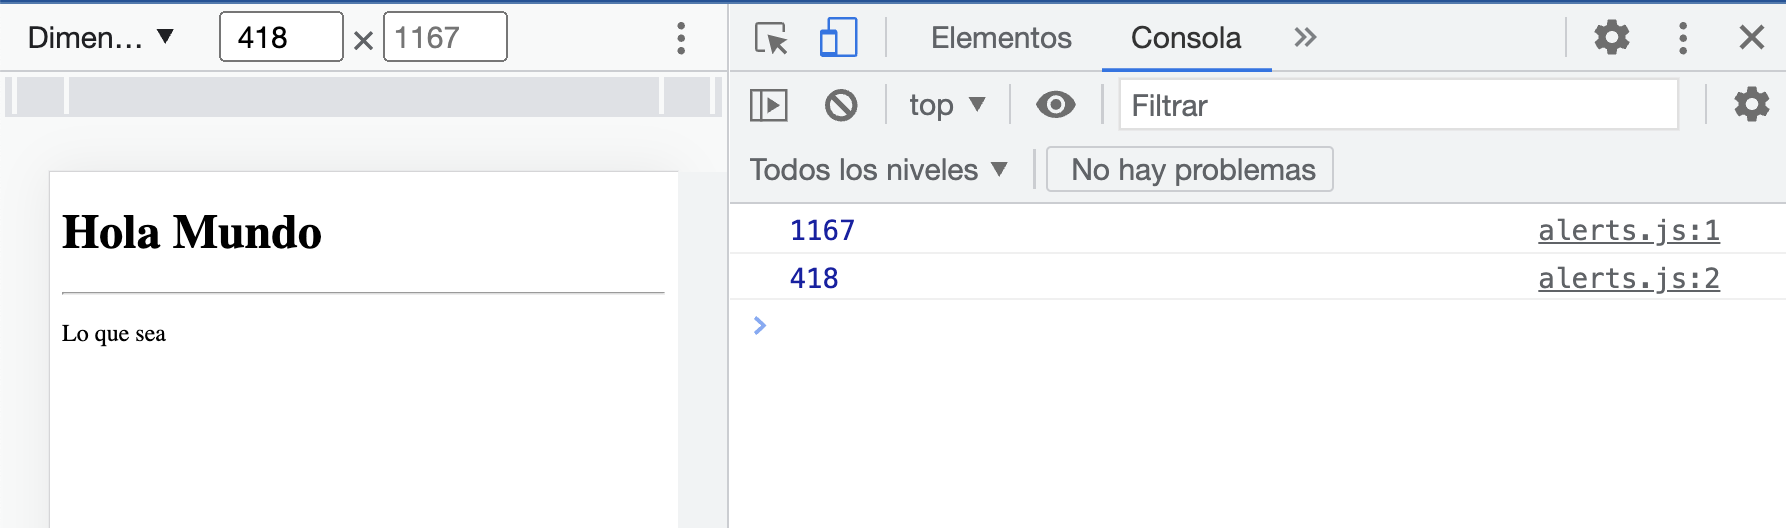 Dimen... ▼ 418 × 1167
Hola Mundo
Lo que sea
Elementos Consola »
top ▼ Filtrar
Todos los niveles ▼ No hay problemas
1167 alerts.js:1
418 alerts.js:2
>